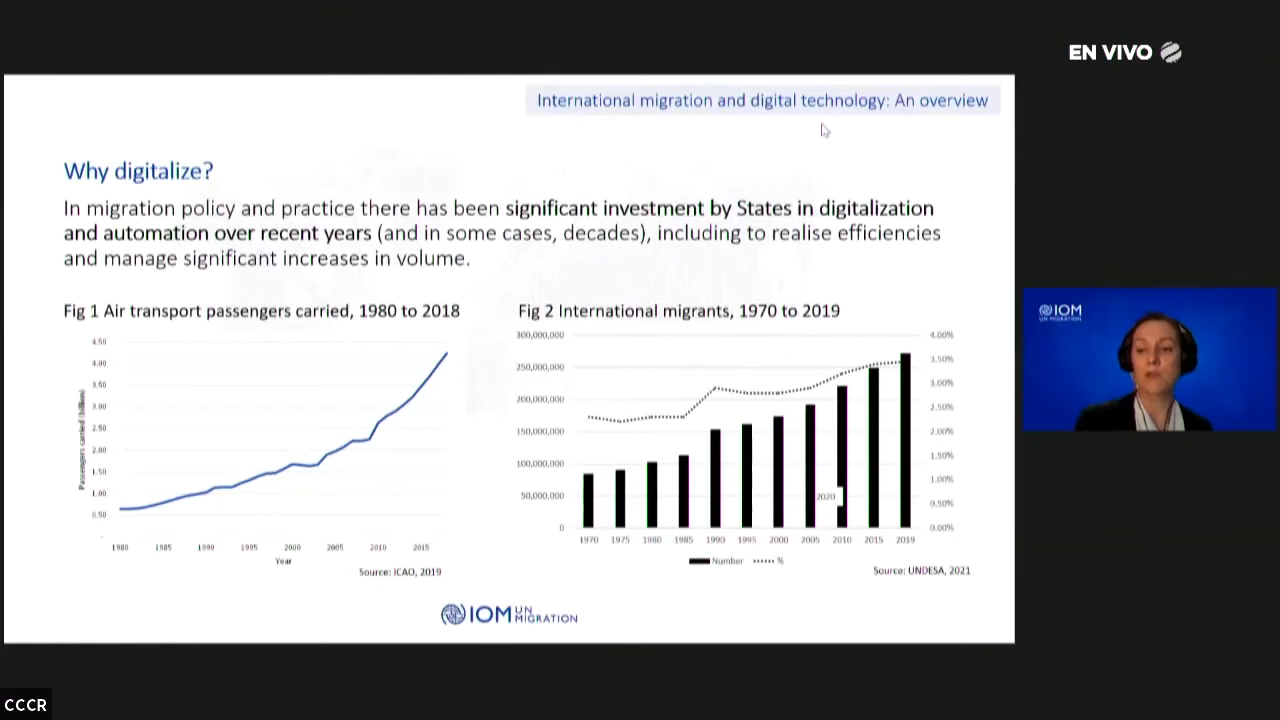 EN VIVO
International migration and digital technology: An overview
Why digitalize?
In migration policy and practice there has been significant investment by States in digitalization
and automation over recent years (and in some cases, decades), including to realise efficiencies
and manage significant increases in volume.
Fig 1 Air transport passengers carried, 1980 to 2018
4.50
4.00
3.50
3.00
2.50
2.00
1.50
1.00
0.50
-
Passengers carried (billion)
1980 1985 1990 1995 2000 2005 2010 2015
Year
Source: ICAO, 2019
Fig 2 International migrants, 1970 to 2019
300,000,000 4.00%
250,000,000 3.50%
200,000,000 3.00%
150,000,000 2.50%
100,000,000 2.00%
50,000,000 1.50%
0 1.00%
0.50%
0.00%
2020
1970 1975 1980 1985 1990 1995 2000 2005 2010 2015 2019
Number %
Source: UNDESA, 2021
IOM UN MIGRATION
IOM
UN MIGRATION
CCCR